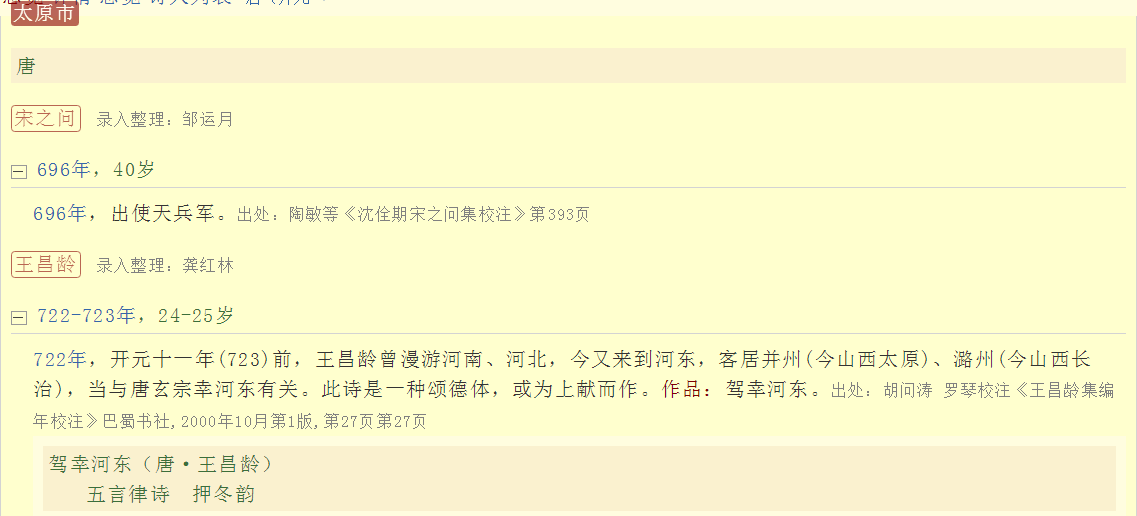 太原市
唐
宋之问 录入整理：邹运月
696年，40岁
696年，出使天兵军。出处：陶敏等《沈佺期宋之问集校注》第393页
王昌龄 录入整理：龚红林
722-723年，24-25岁
722年，开元十一年(723)前，王昌龄曾漫游河南、河北，今又来到河东，客居并州(今山西太原)、潞州(今山西长
治)，当与唐玄宗幸河东有关。此诗是一种颂德体，或为上献而作。作品：驾幸河东。出处：胡问涛 罗琴校注《王昌龄集编
年校注》巴蜀书社,2000年10月第1版,第27页第27页
驾幸河东（唐·王昌龄）
五言律诗 押冬韵